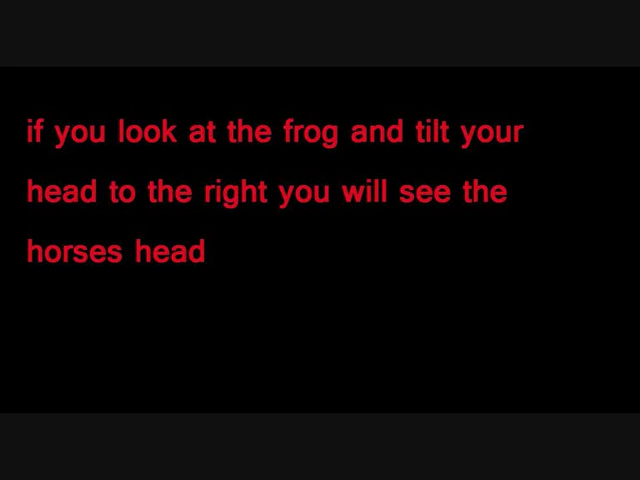 if you look at the frog and tilt your
head to the right you will see the
horses head